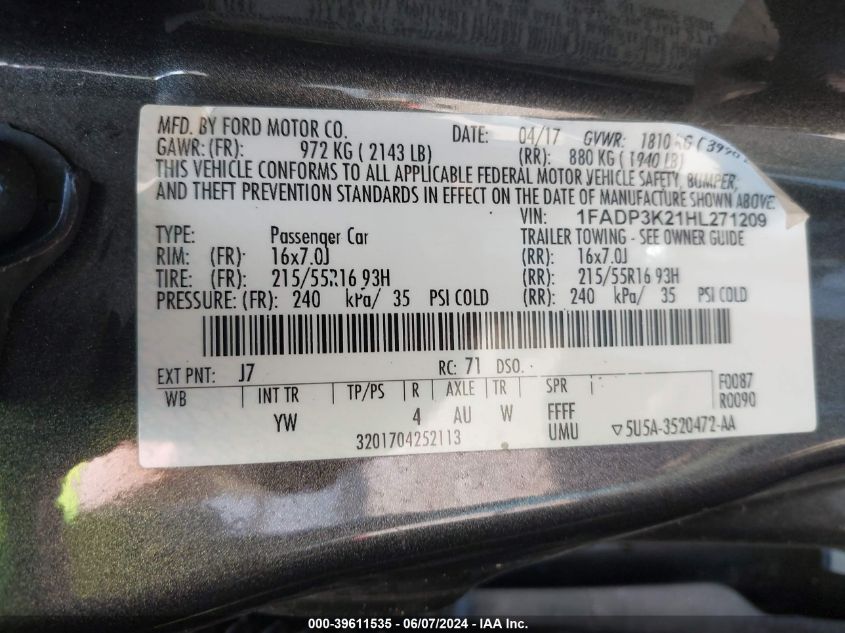 MFD. BY FORD MOTOR CO. DATE: 04/17 GVWR: 1810 KG
GAWR: (FR): 972 KG ( 2143 LB) (RR): 880 KG ( 1940 LB)
THIS VEHICLE CONFORMS TO ALL APPLICABLE FEDERAL MOTOR VEHICLE SAFETY, BUMPER,
AND THEFT PREVENTION STANDARDS IN EFFECT ON THE DATE OF MANUFACTURE SHOWN ABOVE.
VIN: 1FADP3K21HL271209
TYPE: Passenger Car TRAILER TOWING - SEE OWNER GUIDE
RIM: (FR): 16x7.0J (RR): 16x7.0J
TIRE: (FR): 215/55R16 93H (RR): 215/55R16 93H
PRESSURE: (FR): 240 kPa/ 35 PSI COLD (RR): 240 kPa/ 35 PSI COLD
EXT PNT: J7 RC: 71 DSO:
WB INT TR TP/PS R AXLE TR SPR F0087
R0090
YW 4 AU W FFFF
UMU ▽5U5A-3520472-AA
3201704252113
000-39611535 - 06/07/2024 - IAA Inc.